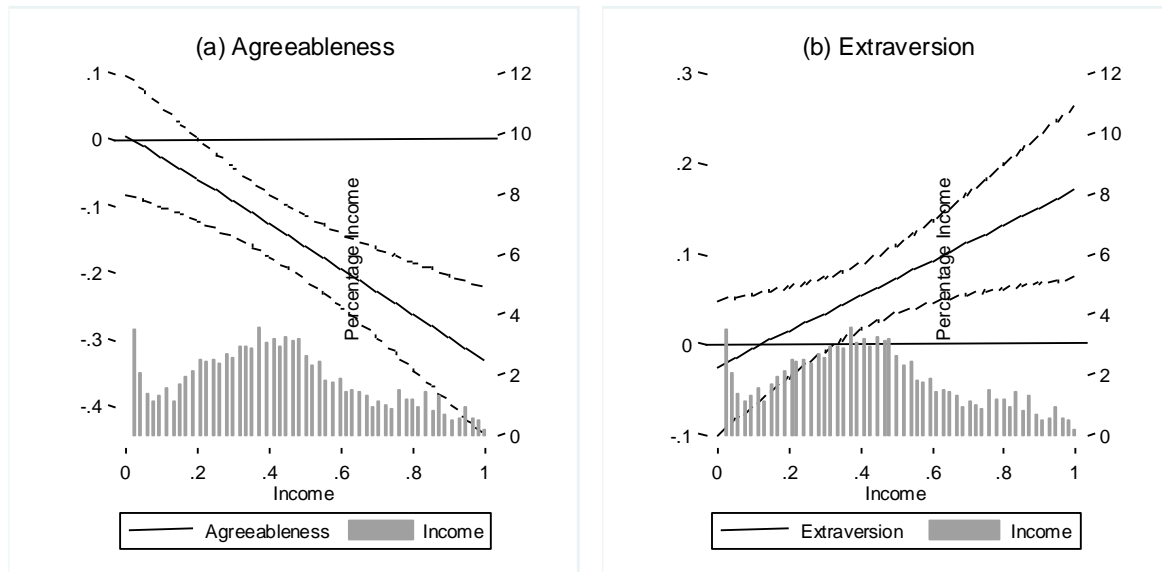 (a) Agreeableness
.1
0
-.1
-.2
-.3
-.4
12
10
8
6
4
2
0
Percentage Income
0 .2 .4 .6 .8 1
Income
Agreeableness Income
(b) Extraversion
.3
.2
.1
0
-.1
12
10
8
6
4
2
0
Percentage Income
0 .2 .4 .6 .8 1
Income
Extraversion Income